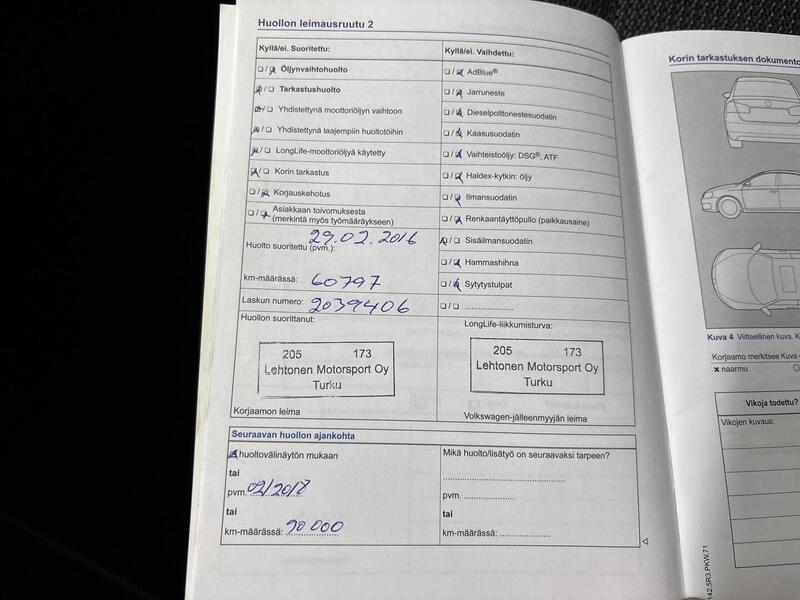 Huollon leimausruutu 2
Kyllä/ei. Suoritettu:
Öljynvaihtohuolto
Tarkastushuolto
Yhdistettynä moottoriöljyn vaihtoon
Yhdistettynä laajempiin huoltotöihin
LongLife-moottoriöljyä käytetty
Korin tarkastus
Korjauskehotus
Asiakkaan toivomuksesta
(merkintä myös työmääräykseen)
Huolto suoritettu (pvm.): 29.02.2016
km-määrässä: 60797
Laskun numero: 2039406
Huollon suorittanut:
205 173
Lehtonen Motorsport Oy
Turku
Korjaamon leima
Kyllä/ei. Vaihdettu:
AdBlue®
Jarruneste
Dieselpolttonestesuodatin
Kaasusuodatin
Vaihteistoöljy: DSG®, ATF
Haldex-kytkin: öljy
Ilmansuodatin
Renkaantäyttöpullo (paikkausaine)
Sisäilmansuodatin
Hammashihna
Sytytystulpat
LongLife-liikkumisturva:
205 173
Lehtonen Motorsport Oy
Turku
Volkswagen-jälleenmyyjän leima
Seuraavan huollon ajankohta
huoltovälinäytön mukaan
tai
pvm. 02/2018
tai
km-määrässä: 90 000
Mikä huolto/lisätyö on seuraavaksi tarpeen?
pvm.
tai
km-määrässä:
Korin tarkastuksen
Kuva 4 Viitteellinen kuva.
Korjaamo merkitsee Kuva
x naarmu
Vikoja todettu?
Vikojen kuvaus:
142.5R3.PKW.71